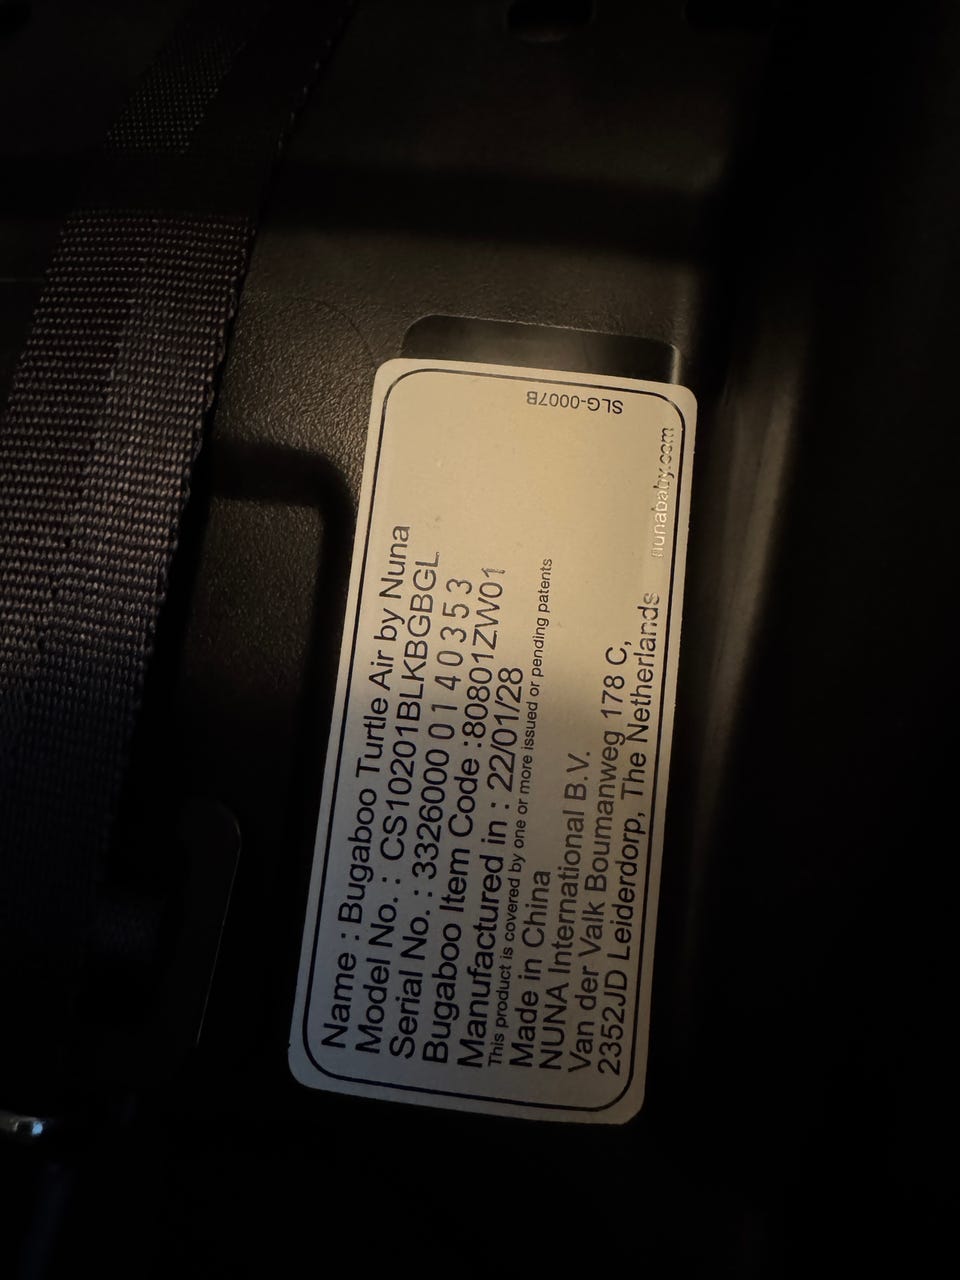 Name : Bugaboo Turtle Air by Nuna
Model No. : CS10201BLKBGBGL
Serial No. : 3326000 0140353
Bugaboo Item Code :80801ZW01
Manufactured in : 22/01/28
This product is covered by one or more issued or pending patents
Made in China
NUNA International B.V.
Van der Valk Boumanweg 178 C,
2352JD Leiderdorp, The Netherlands
nunababy.com
SLG-0007B